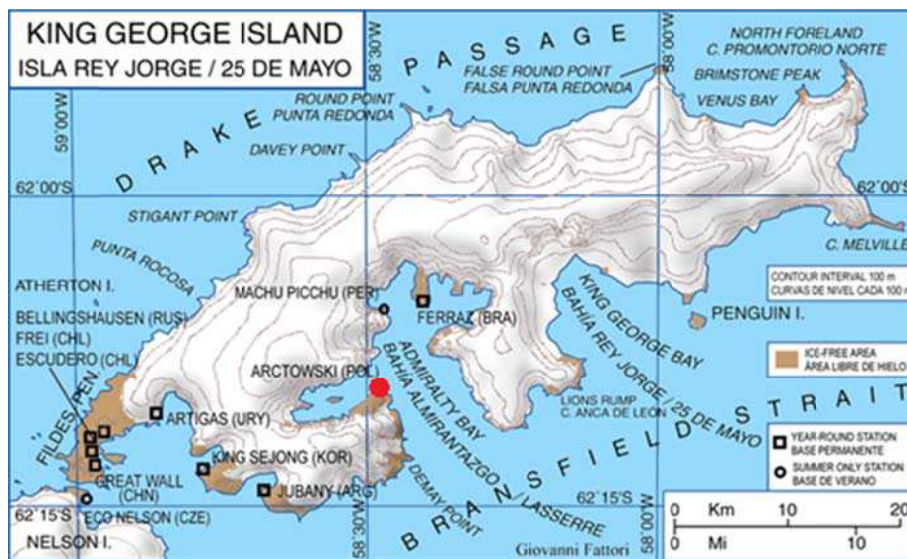 KING GEORGE ISLAND
ISLA REY JORGE / 25 DE MAYO
59°00'W
58°30'W
58°00'W
NORTH FORELAND
C. PROMONTORIO NORTE
BRIMSTONE PEAK
VENUS BAY
FALSE ROUND POINT
FALSA PUNTA REDONDA
DRAKE PASSAGE
ROUND POINT
PUNTA REDONDA
DAVEY POINT
62°00'S
62°00'S
STIGANT POINT
PUNTA ROCOSA
C. MELVILLE
CONTOUR INTERVAL 100 m
CURVAS DE NIVEL CADA 100 m
ATHERTON I.
BELLINGSHAUSEN (RUS)
FREI (CHL)
ESCUDERO (CHL)
MACHU PICCHU (PER)
FERRAZ (BRA)
KING GEORGE BAY
BAHÍA REY JORGE / 25 DE MAYO
PENGUIN I.
ICE-FREE AREA
ÁREA LIBRE DE HIELO
ARCTOWSKI (POL)
ADMIRALTY BAY
BAHÍA ALMIRANTAZGO / LASSERRE
LIONS RUMP
C. ANCA DE LEÓN
BRANSFIELD STRAIT
FILDES PEN.
ARTIGAS (URY)
KING SEJONG (KOR)
GREAT WALL
(CHN)
JUBANY (ARG)
DEMAY POINT
YEAR-ROUND STATION
BASE PERMANENTE
SUMMER ONLY STATION
BASE DE VERANO
ECO NELSON (CZE)
62°15'S
62°15'S
NELSON I.
58°30'W
58°00'W
Giovanni Fattori
0 Km 10 20
0 Mi 10